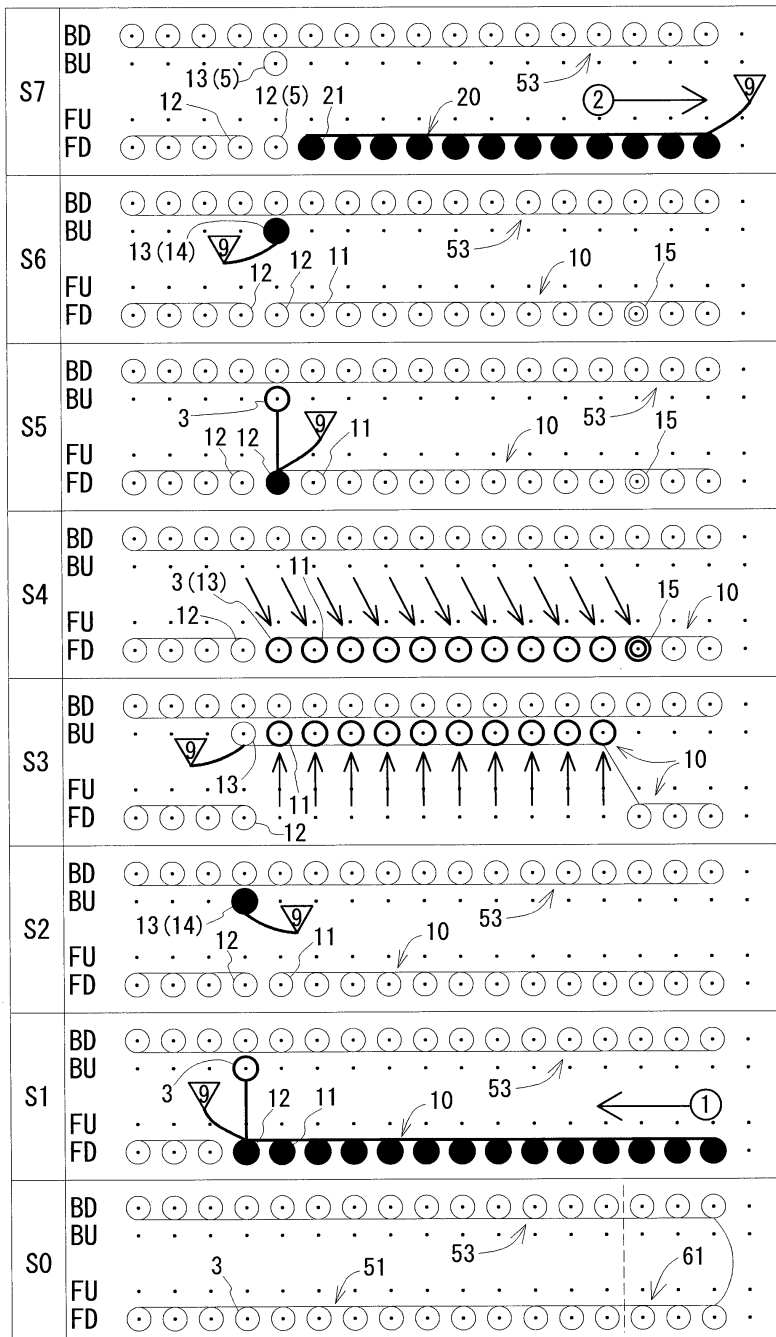 S7
BD
BU
13(5)
53
12
12(5)
21
20
2
9
FU
FD
S6
BD
BU
13(14)
9
53
10
15
12
12
11
FU
FD
S5
BD
BU
3
9
53
12
12
11
10
15
FU
FD
S4
BD
BU
3(13)
11
15
10
12
FU
FD
S3
BD
BU
9
13
11
10
FU
FD
12
S2
BD
BU
13(14)
9
53
12
11
10
FU
FD
S1
BD
BU
3
9
53
12
11
10
1
FU
FD
S0
BD
BU
53
3
51
61
FU
FD